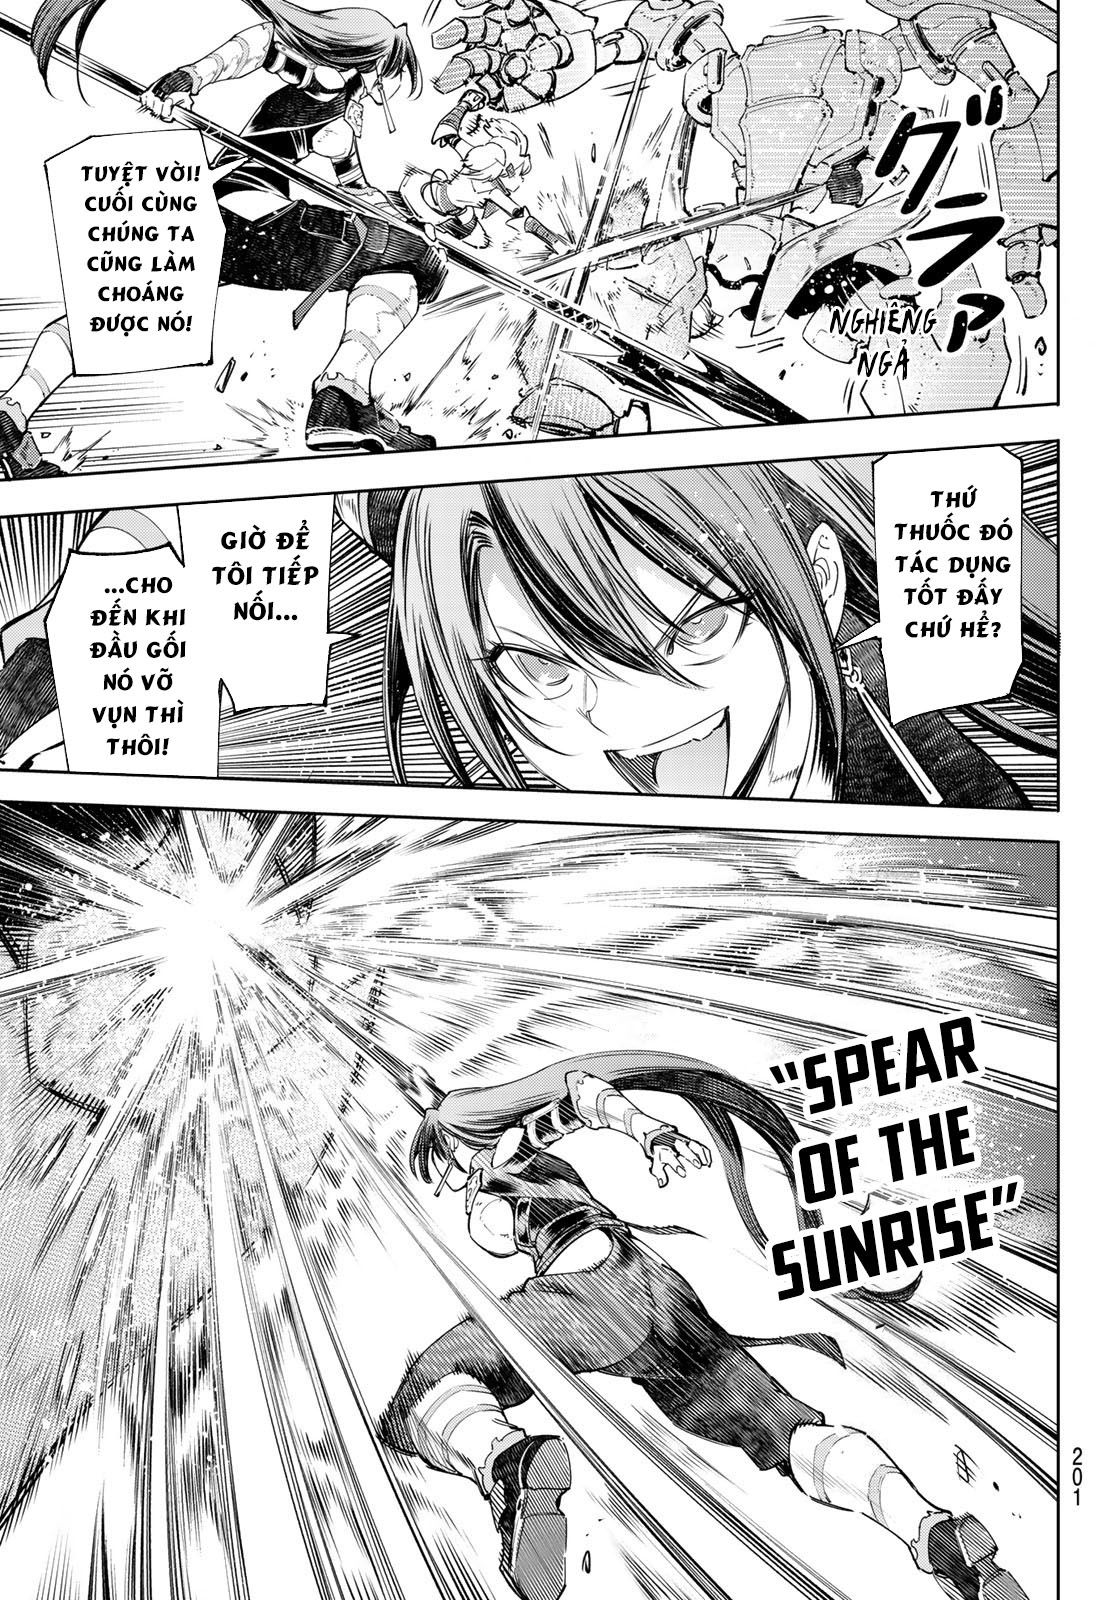 グラァ
NGHIÊNG
NGẢ
TUYỆT VỜI!
CUỐI CÙNG
CHÚNG TA
CŨNG LÀM
CHOÁNG
ĐƯỢC NÓ!
THỨ
THUỐC ĐÓ
TÁC DỤNG
TỐT ĐẤY
CHỨ HỂ?
GIỜ ĐỂ
TÔI TIẾP
NỐI...
...CHO
ĐẾN KHI
ĐẦU GỐI
NÓ VỠ
VỤN THÌ
THÔI!
“SPEAR
OF THE
SUNRISE”
201